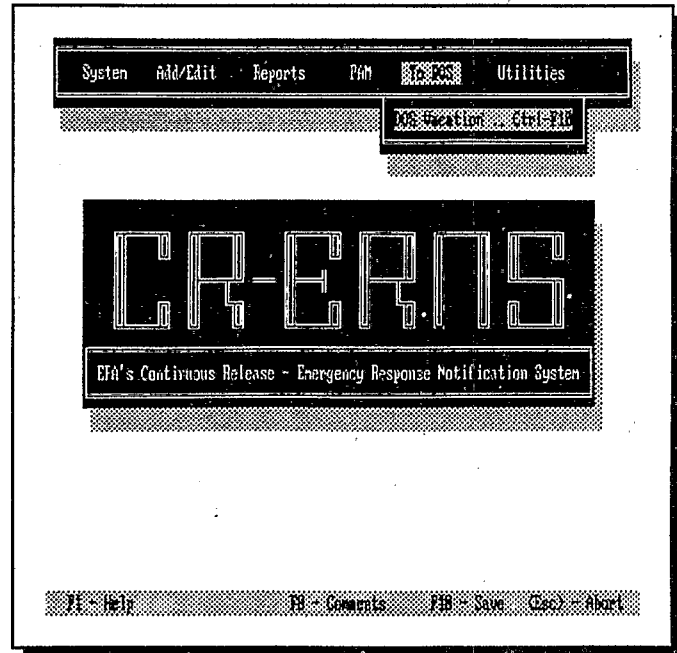 System Add/Edit Reports PAM To DOS Utilities
DOS Vacation .. Ctrl-F10
CR-ERNS
EPA's Continuous Release - Emergency Response Notification System
F1 - Help F9 - Comments F10 - Save <Esc> - Abort